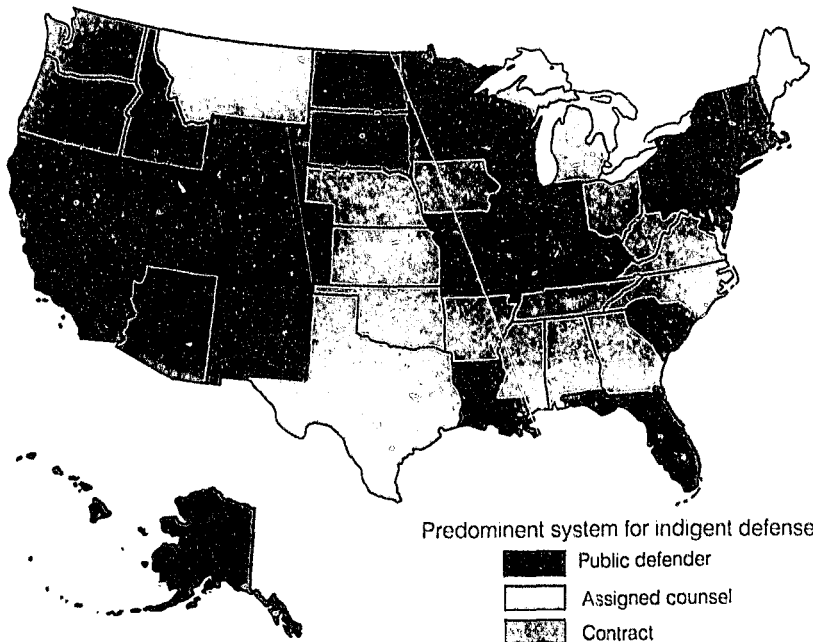 Predominent system for indigent defense
Public defender
Assigned counsel
Contract